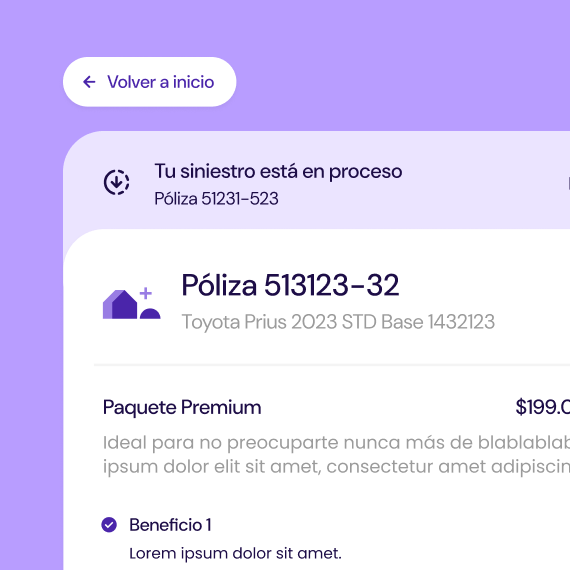 Volver a inicio
Tu siniestro está en proceso
Póliza 51231-523
Póliza 513123-32
Toyota Prius 2023 STD Base 1432123
Paquete Premium
$199.0
Ideal para no preocuparte nunca más de blablablab
ipsum dolor elit sit amet, consectetur amet adipiscin
Beneficio 1
Lorem ipsum dolor sit amet.